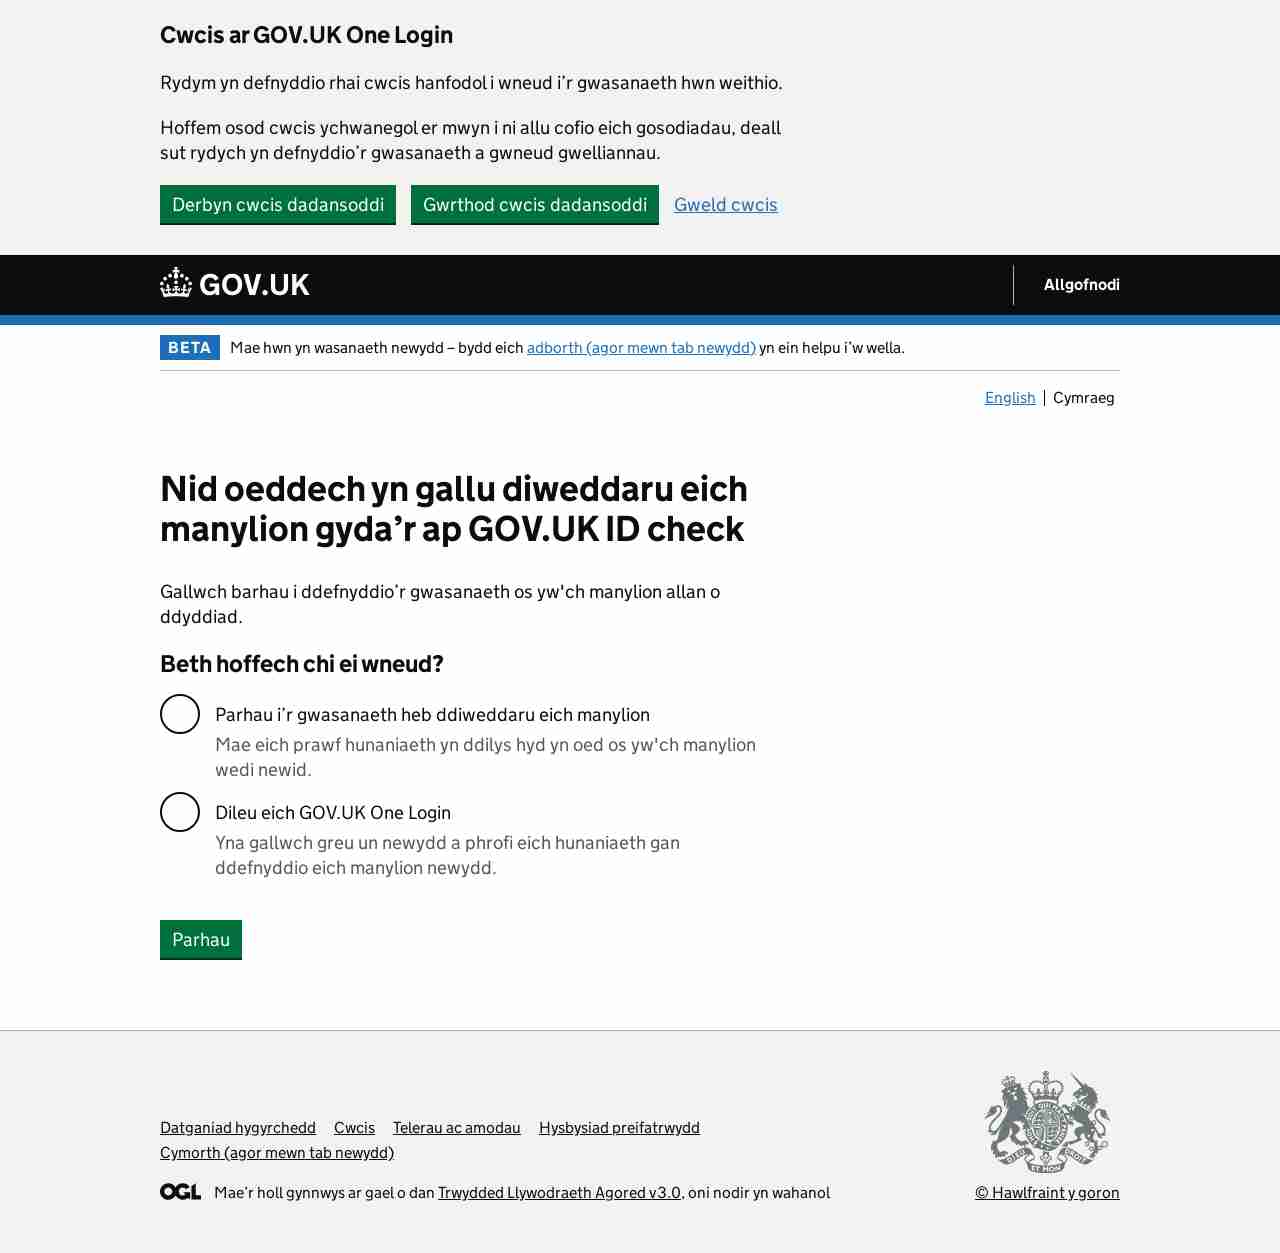 Cwcis ar GOV.UK One Login
Rydym yn defnyddio rhai cwcis hanfodol i wneud i’r gwasanaeth hwn weithio.
Hoffem osod cwcis ychwanegol er mwyn i ni allu cofio eich gosodiadau, deall
sut rydych yn defnyddio’r gwasanaeth a gwneud gwelliannau.
Derbyn cwcis dadansoddi Gwrthod cwcis dadansoddi Gweld cwcis
GOV.UK Allgofnodi
BETA Mae hwn yn wasanaeth newydd – bydd eich adborth (agor mewn tab newydd) yn ein helpu i’w wella.
English Cymraeg
Nid oeddech yn gallu diweddaru eich
manylion gyda’r ap GOV.UK ID check
Gallwch barhau i ddefnyddio’r gwasanaeth os yw'ch manylion allan o
ddyddiad.
Beth hoffech chi ei wneud?
Parhau i’r gwasanaeth heb ddiweddaru eich manylion
Mae eich prawf hunaniaeth yn ddilys hyd yn oed os yw'ch manylion
wedi newid.
Dileu eich GOV.UK One Login
Yna gallwch greu un newydd a phrofi eich hunaniaeth gan
ddefnyddio eich manylion newydd.
Parhau
Datganiad hygyrchedd Cwcis Telerau ac amodau Hysbysiad preifatrwydd
Cymorth (agor mewn tab newydd)
OGL Mae’r holl gynnwys ar gael o dan Trwydded Llywodraeth Agored v3.0, oni nodir yn wahanol
DIEU ET MON DROIT
© Hawlfraint y goron